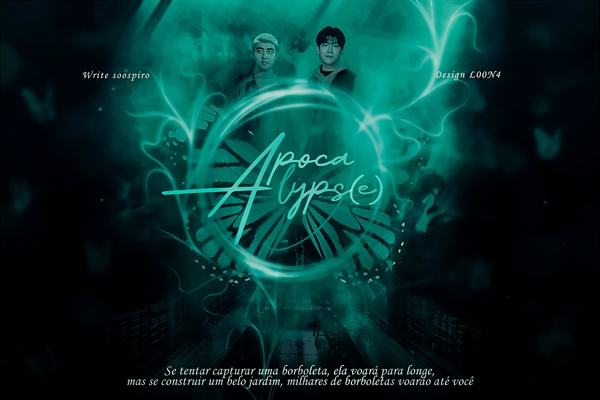 Write soospiro
Design L00N4
Apoca
lyps(e)
Se tentar capturar uma borboleta, ela voará para longe,
mas se construir um belo jardim, milhares de borboletas voarão até você